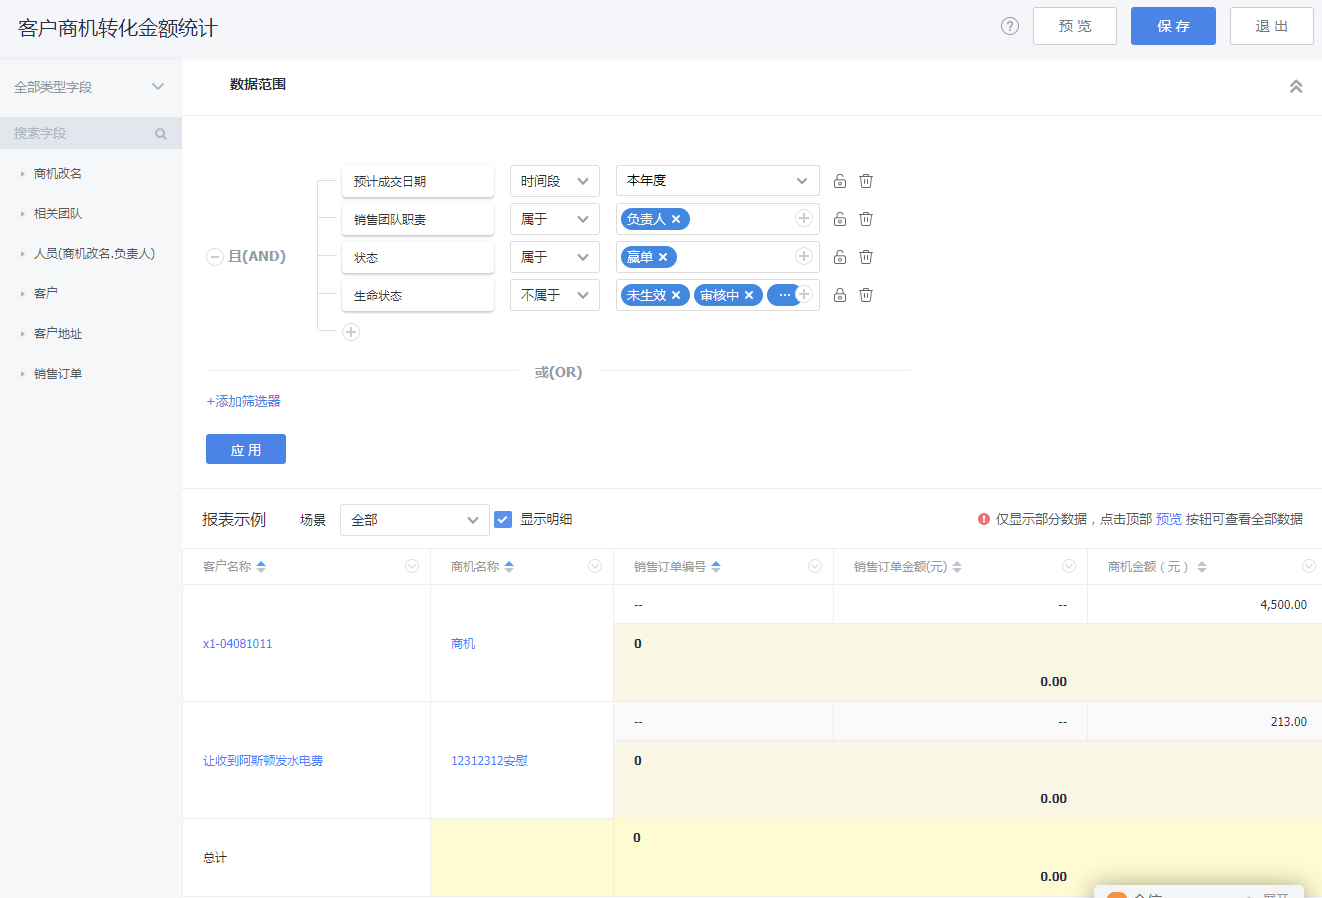 客户商机转化金额统计
? 预 览 保 存 退 出
全部类型字段
搜索字段
商机改名
相关团队
人员(商机改名.负责人)
客户
客户地址
销售订单
数据范围
且(AND)
预计成交日期 时间段 本年度
销售团队职责 属于 负责人 ×
状态 属于 赢单 ×
生命状态 不属于 未生效 × 审核中 × ...
或(OR)
+添加筛选器
应 用
报表示例 场景 全部 显示明细 仅显示部分数据，点击顶部 预览 按钮可查看全部数据
客户名称 商机名称 销售订单编号 销售订单金额(元) 商机金额（元）
x1-04081011 商机 -- -- 4,500.00
0
0.00
让收到阿斯顿发水电费 12312312安慰 -- -- 213.00
0
0.00
总计 0
0.00